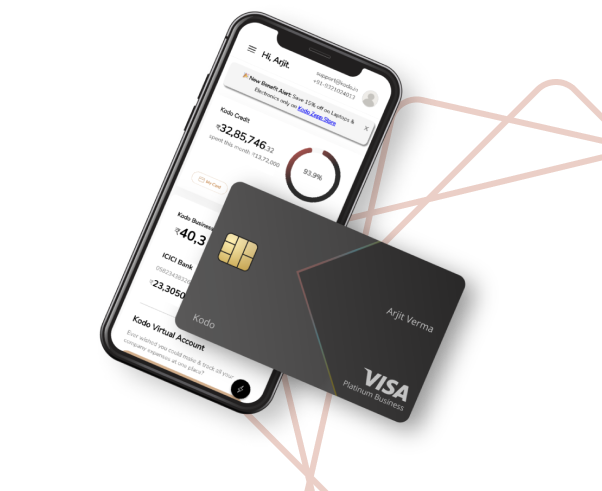 Hi, Arjit.
support@kodo.in
+91-9321024013
New Benefit Alert: Save 15% off on Laptops &
Electronics only on Kodo Zepp Store
x
Kodo Credit
₹32,85,746.32
spent this month ₹13,72,000
93.9%
My Card
Kodo Business
₹40,3
ICICI Bank
₹23,3050
Kodo Virtual Account
Ever wished you could make & track all your
company expenses at one place?
Arjit Verma
Kodo
VISA
Platinum Business